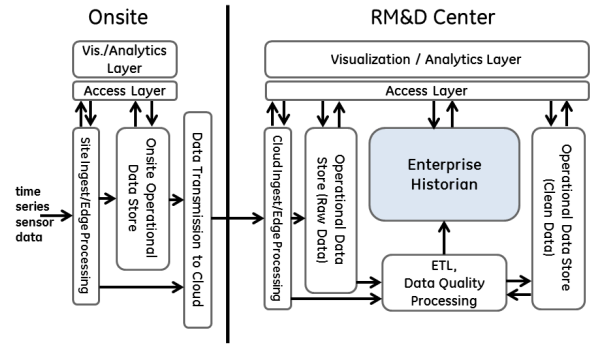 Onsite
RM&D Center
Vis./Analytics
Layer
Access Layer
time
series
sensor
data
Site Ingest/Edge Processing
Onsite Operational
Data Store
Data Transmission to Cloud
Visualization / Analytics Layer
Access Layer
Cloud Ingest/Edge Processing
Operational Data
Store (Raw Data)
Enterprise
Historian
ETL,
Data Quality
Processing
Operational Data Store
(Clean Data)